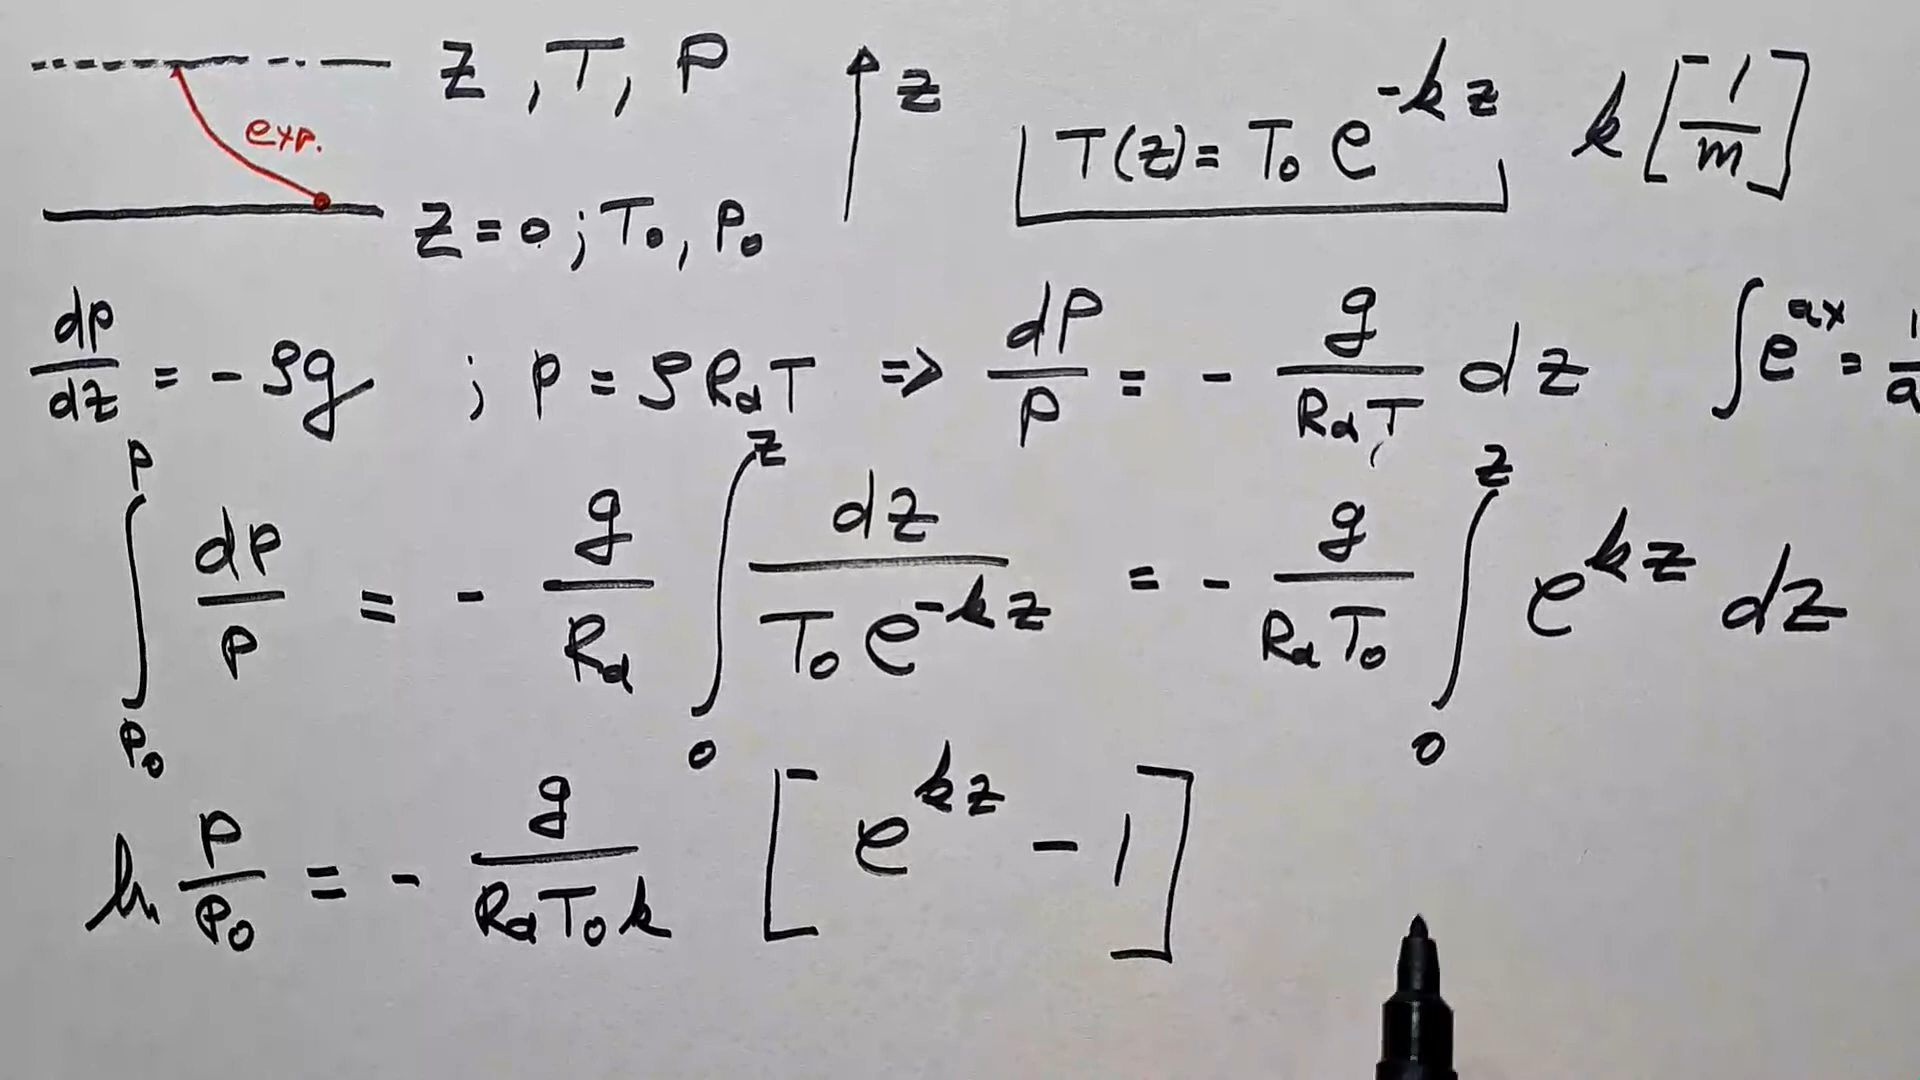 Z, T, P
z
T(z) = T₀ e^{-kz}
k [1/m]
exp.
Z = 0 ; T₀, P₀
dp/dz = - ρg ; p = ρ R_d T => dP/P = - g/(R_d T) dz
∫ e^{ax} = 1/a
∫_{P₀}^{P} dP/P = - g/R_d ∫_0^z dz/(T₀ e^{-kz}) = - g/(R_d T₀) ∫_0^z e^{kz} dz
ln P/P₀ = - g/(R_d T₀ k) [e^{kz} - 1]